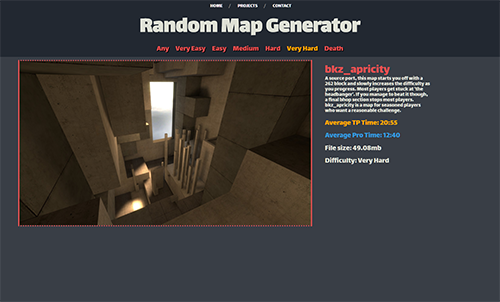 HOME / PROJECTS / CONTACT
Random Map Generator
Any Very Easy Easy Medium Hard Very Hard Death
bkz_apricity
A source port, this map starts you off with a
262 block and slowly increases the difficulty as
you progress. Most players get stuck at 'the
headbanger'. If you manage to beat it though,
a final bhop section stops most players.
bkz_apricity is a map for seasoned players
who want a reasonable challenge.
Average TP Time: 20:55
Average Pro Time: 12:40
File size: 49.08mb
Difficulty: Very Hard